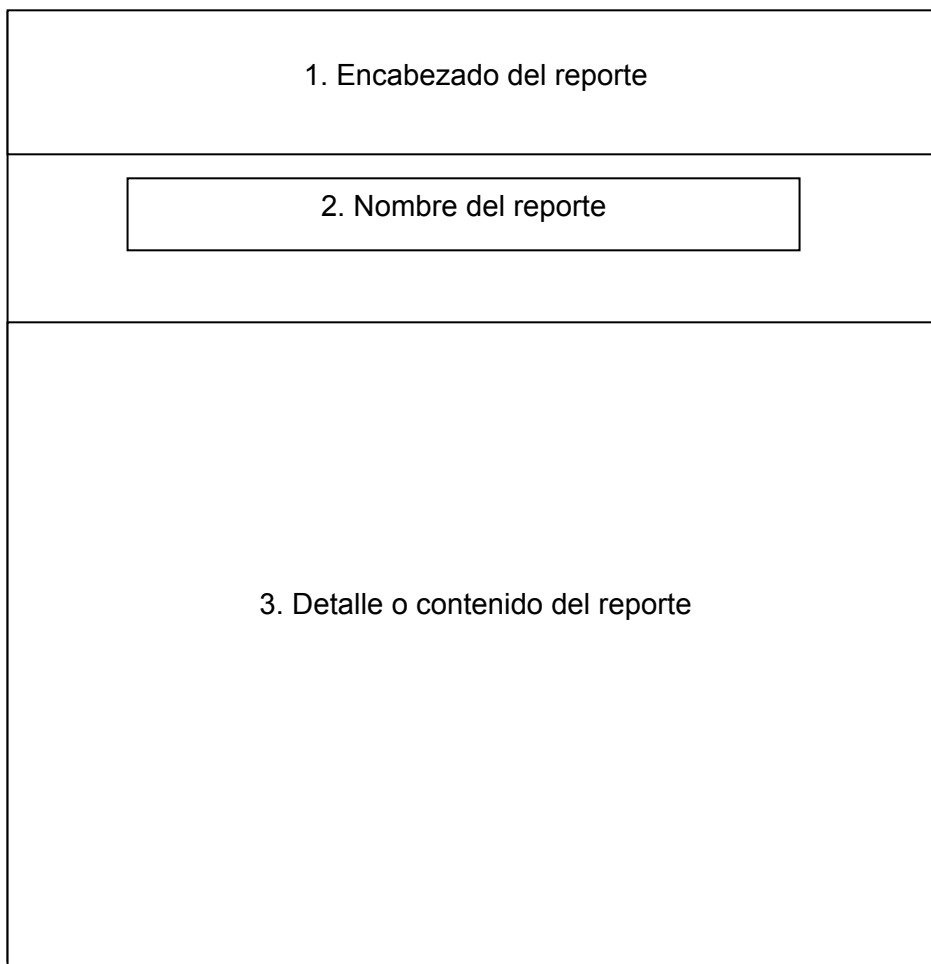 1. Encabezado del reporte
2. Nombre del reporte
3. Detalle o contenido del reporte